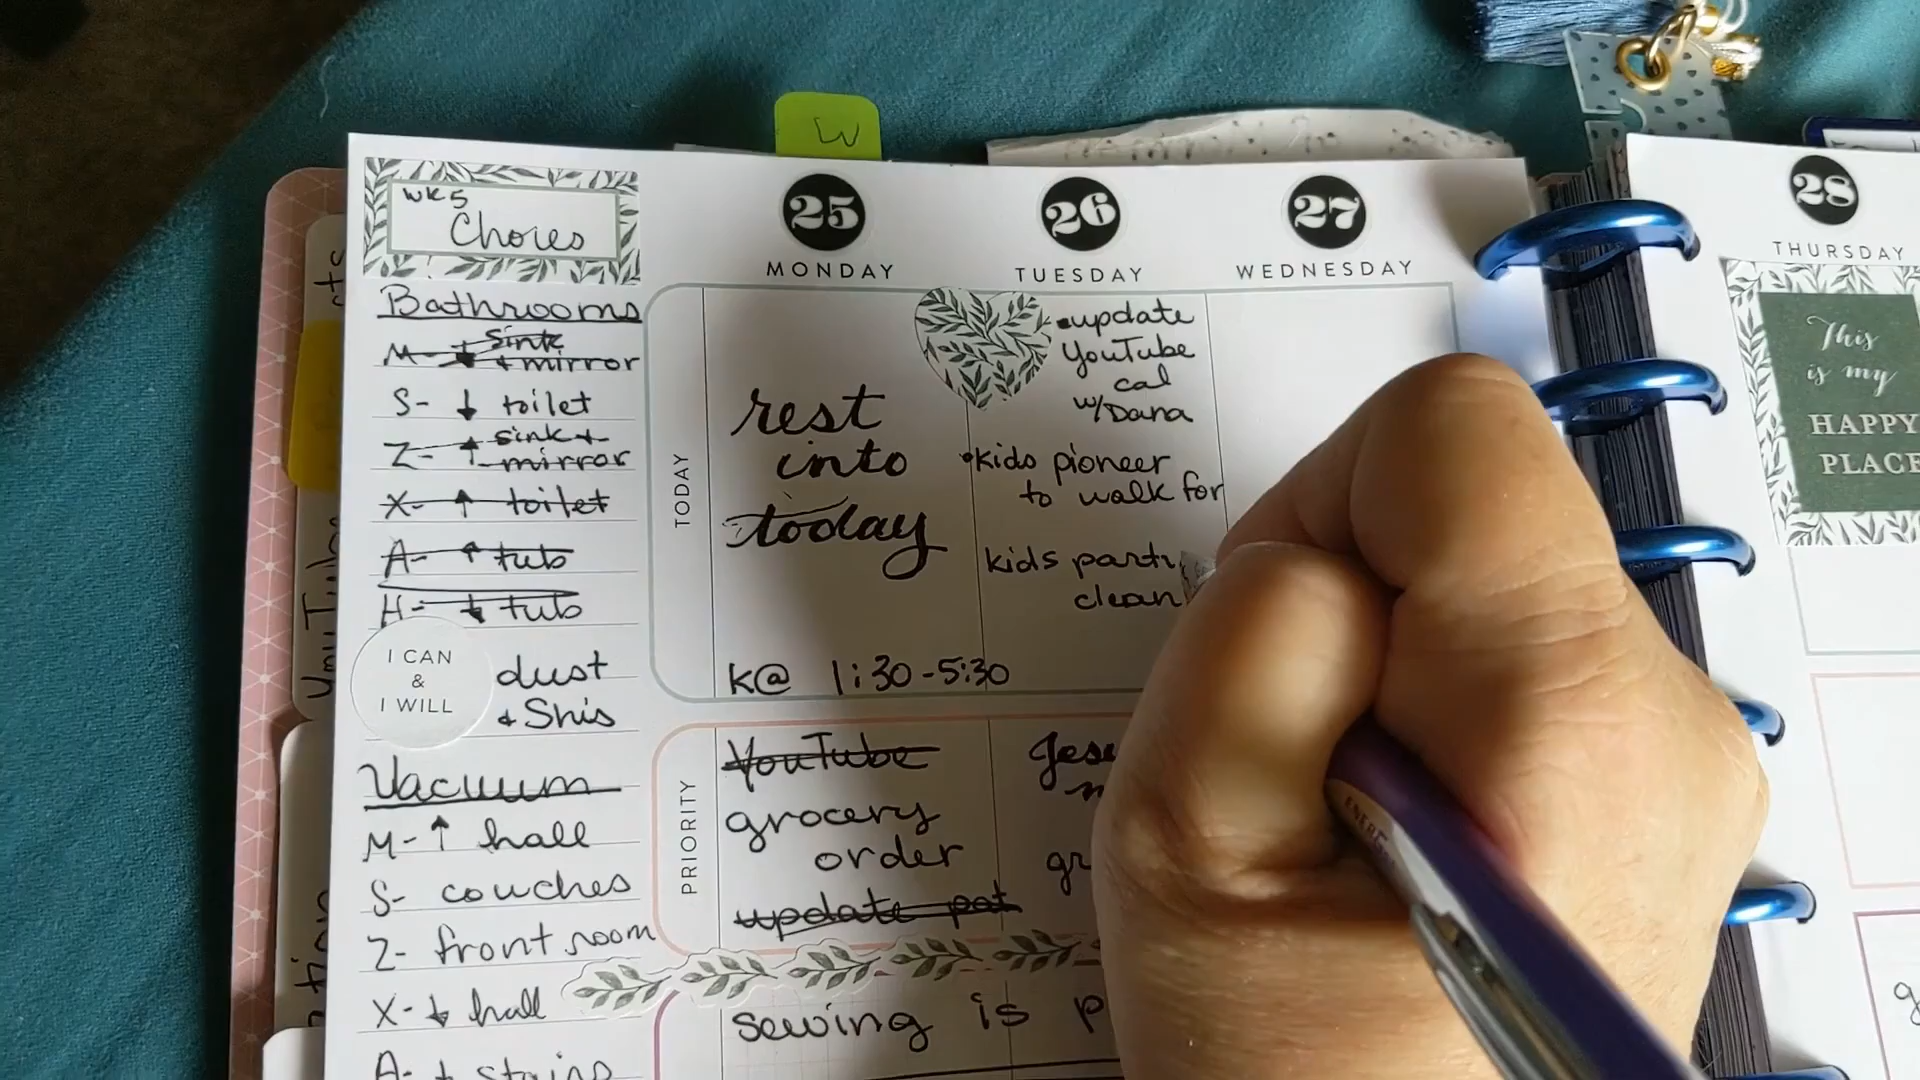 W
25
26
27
28
MONDAY
TUESDAY
WEDNESDAY
THURSDAY
WK5
Chores
Bathrooms
M- ↓ sink
+ mirror
S- ↓ toilet
Z- ↑ sink +
mirror
X- ↑ toilet
A- ↑ tub
H- ↓ tub
I CAN
&
I WILL
dust
+ Shis
Vacuum
M- ↑ hall
S- couches
Z- front room
X- ↓ hall
A- ↓ stairs
TODAY
rest
into
today
K@ 1:30-5:30
•update
YouTube
cal
w/Dana
•kids pioneer
to walk for
kids
clean
PRIORITY
YouTube
grocery
order
update pat
sewing is
This
is my
HAPPY
PLACE
YouTube